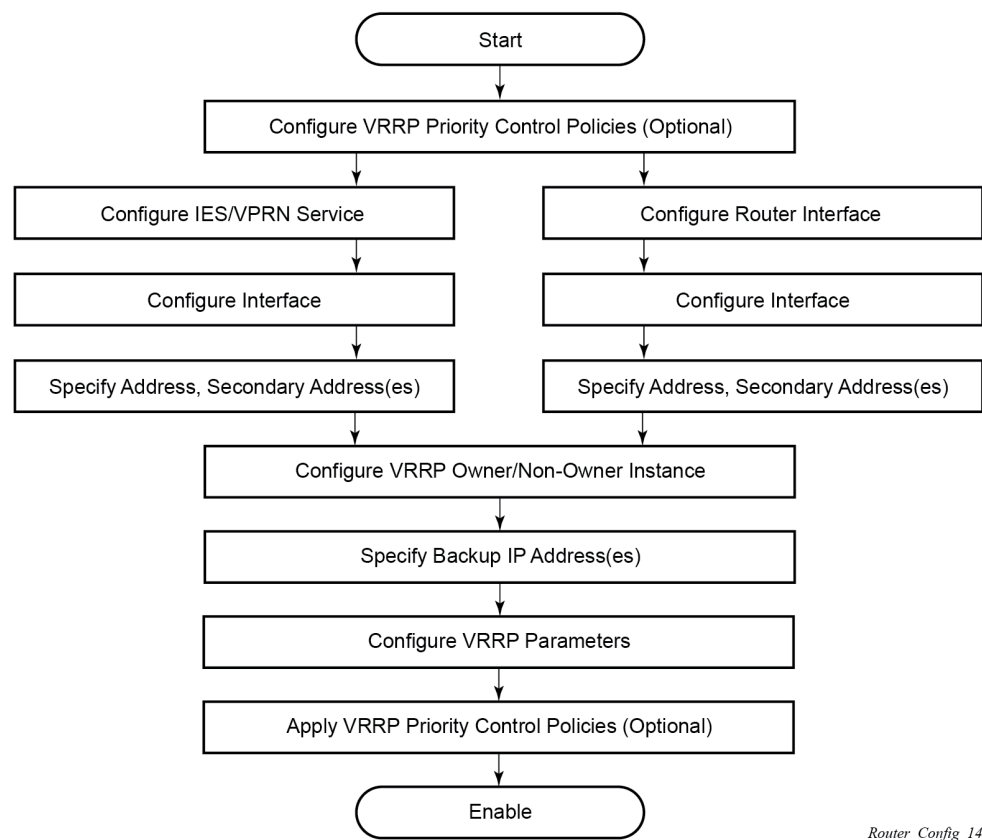 Start
Configure VRRP Priority Control Policies (Optional)
Configure IES/VPRN Service
Configure Router Interface
Configure Interface
Configure Interface
Specify Address, Secondary Address(es)
Specify Address, Secondary Address(es)
Configure VRRP Owner/Non-Owner Instance
Specify Backup IP Address(es)
Configure VRRP Parameters
Apply VRRP Priority Control Policies (Optional)
Enable
Router_Config_14